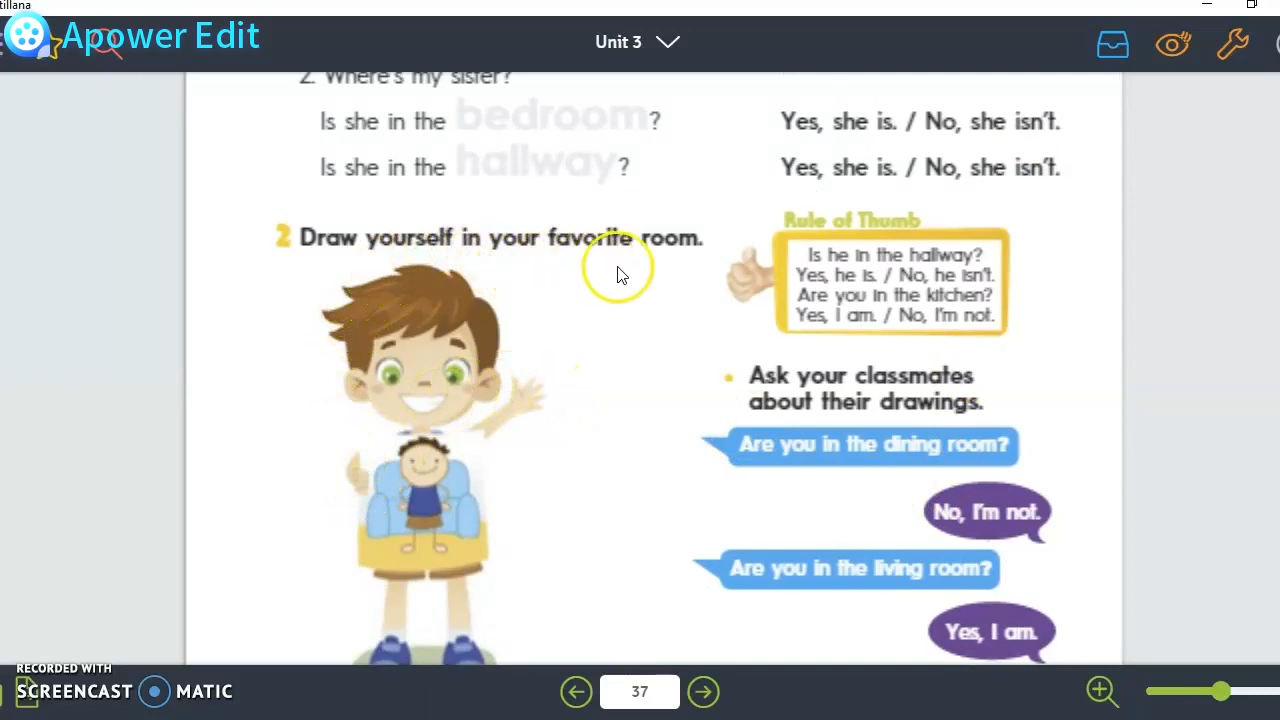 tillana
Apower Edit
Unit 3
2. Where's my sister?
Is she in the bedroom? Yes, she is. / No, she isn't.
Is she in the hallway? Yes, she is. / No, she isn't.
2 Draw yourself in your favorite room.
Rule of Thumb
Is he in the hallway?
Yes, he is. / No, he isn't.
Are you in the kitchen?
Yes, I am. / No, I'm not.
Ask your classmates
about their drawings.
Are you in the dining room?
No, I'm not.
Are you in the living room?
Yes, I am.
RECORDED WITH
SCREENCAST MATIC
37